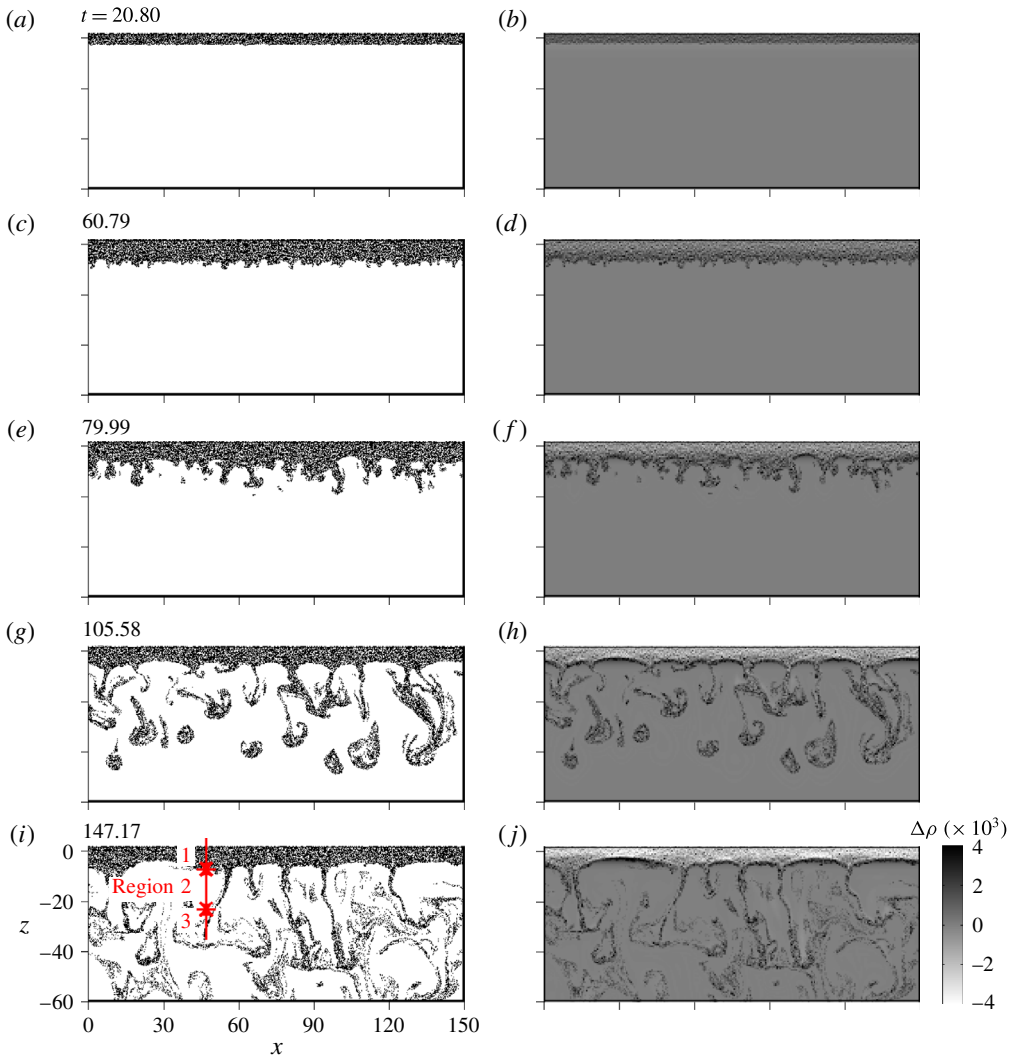 (a)
t = 20.80
(b)
(c)
60.79
(d)
(e)
79.99
(f)
(g)
105.58
(h)
(i)
147.17
(j)
1
Region 2
3
0
−20
−40
−60
z
0 30 60 90 120 150
x
Δρ (× 10³)
4
2
0
−2
−4